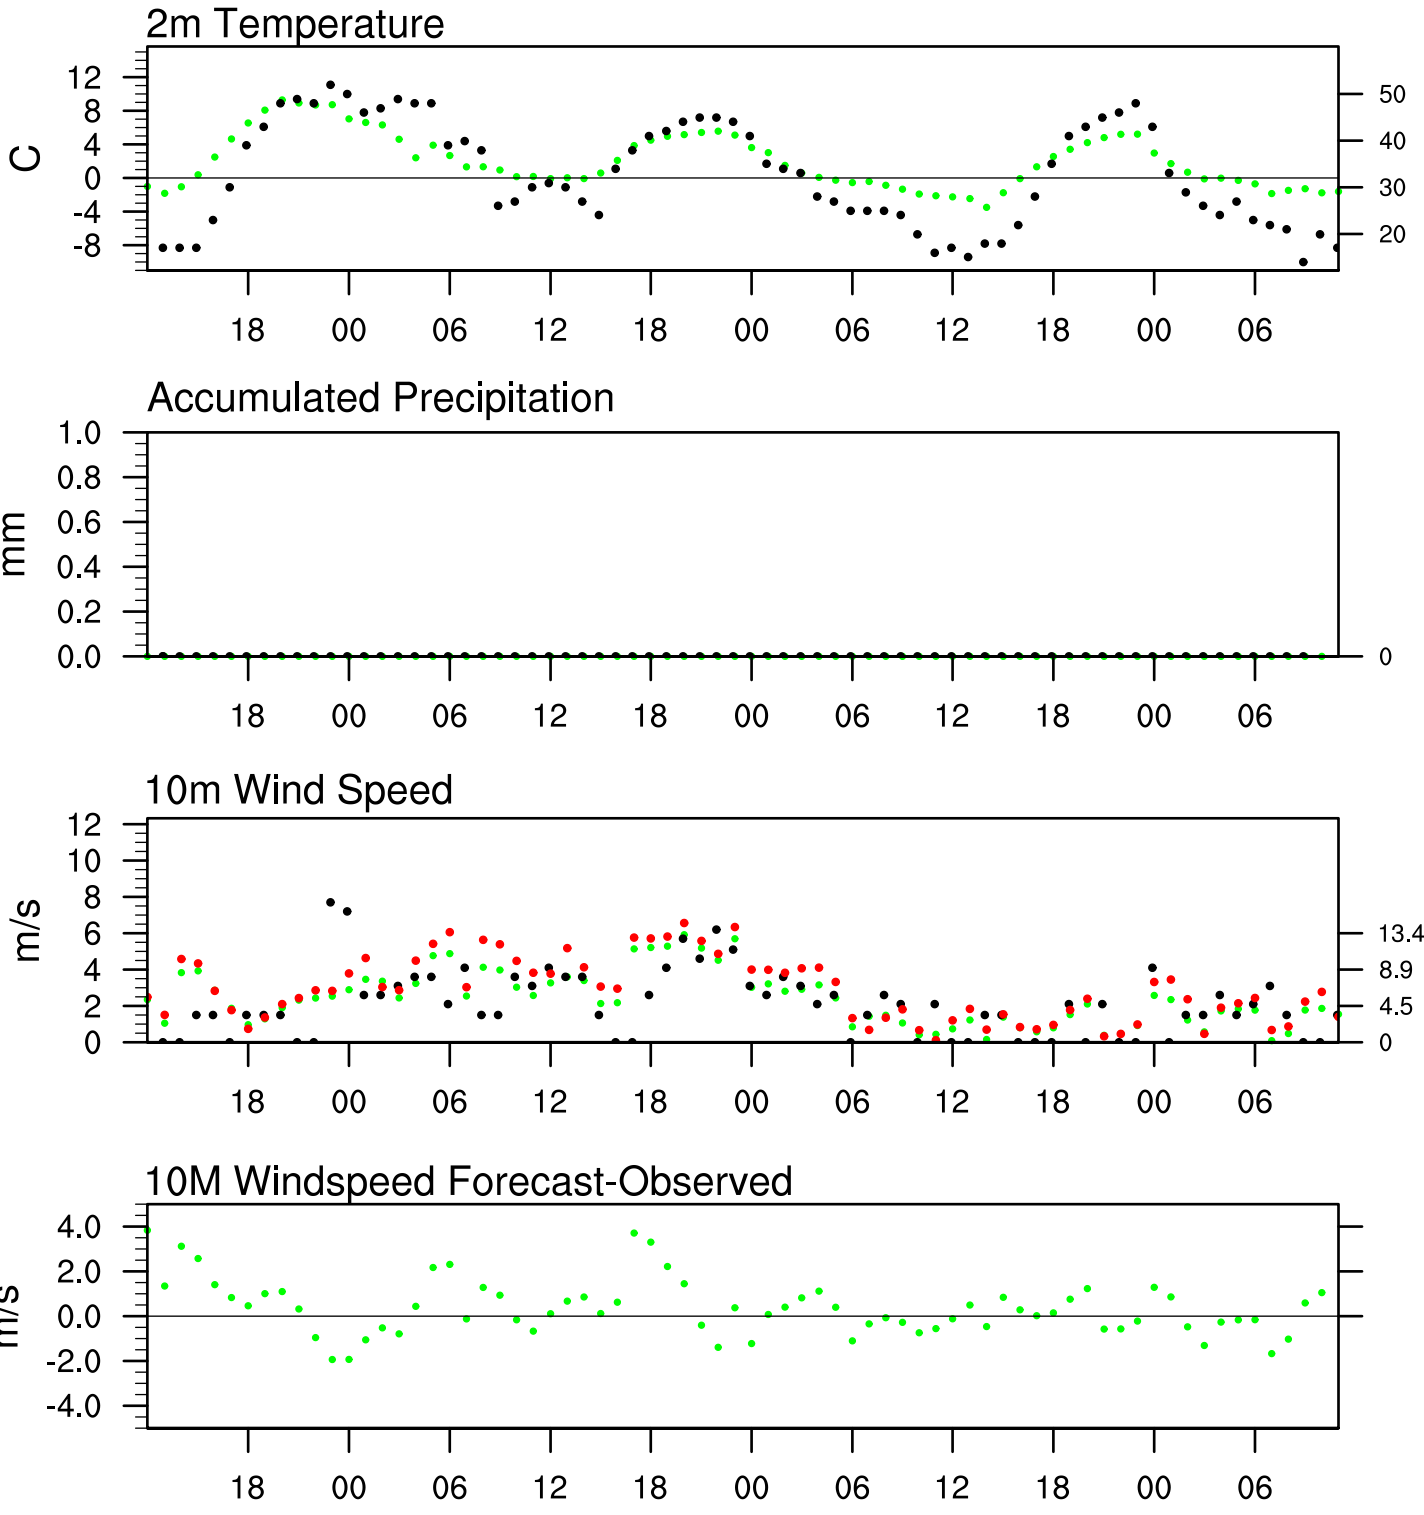 2m Temperature
12
8
4
0
-4
-8
C
50
40
30
20
18 00 06 12 18 00 06 12 18 00 06
Accumulated Precipitation
1.0
0.8
0.6
0.4
0.2
0.0
mm
0
18 00 06 12 18 00 06 12 18 00 06
10m Wind Speed
12
10
8
6
4
2
0
m/s
13.4
8.9
4.5
0
18 00 06 12 18 00 06 12 18 00 06
10M Windspeed Forecast-Observed
4.0
2.0
0.0
-2.0
-4.0
m/s
18 00 06 12 18 00 06 12 18 00 06